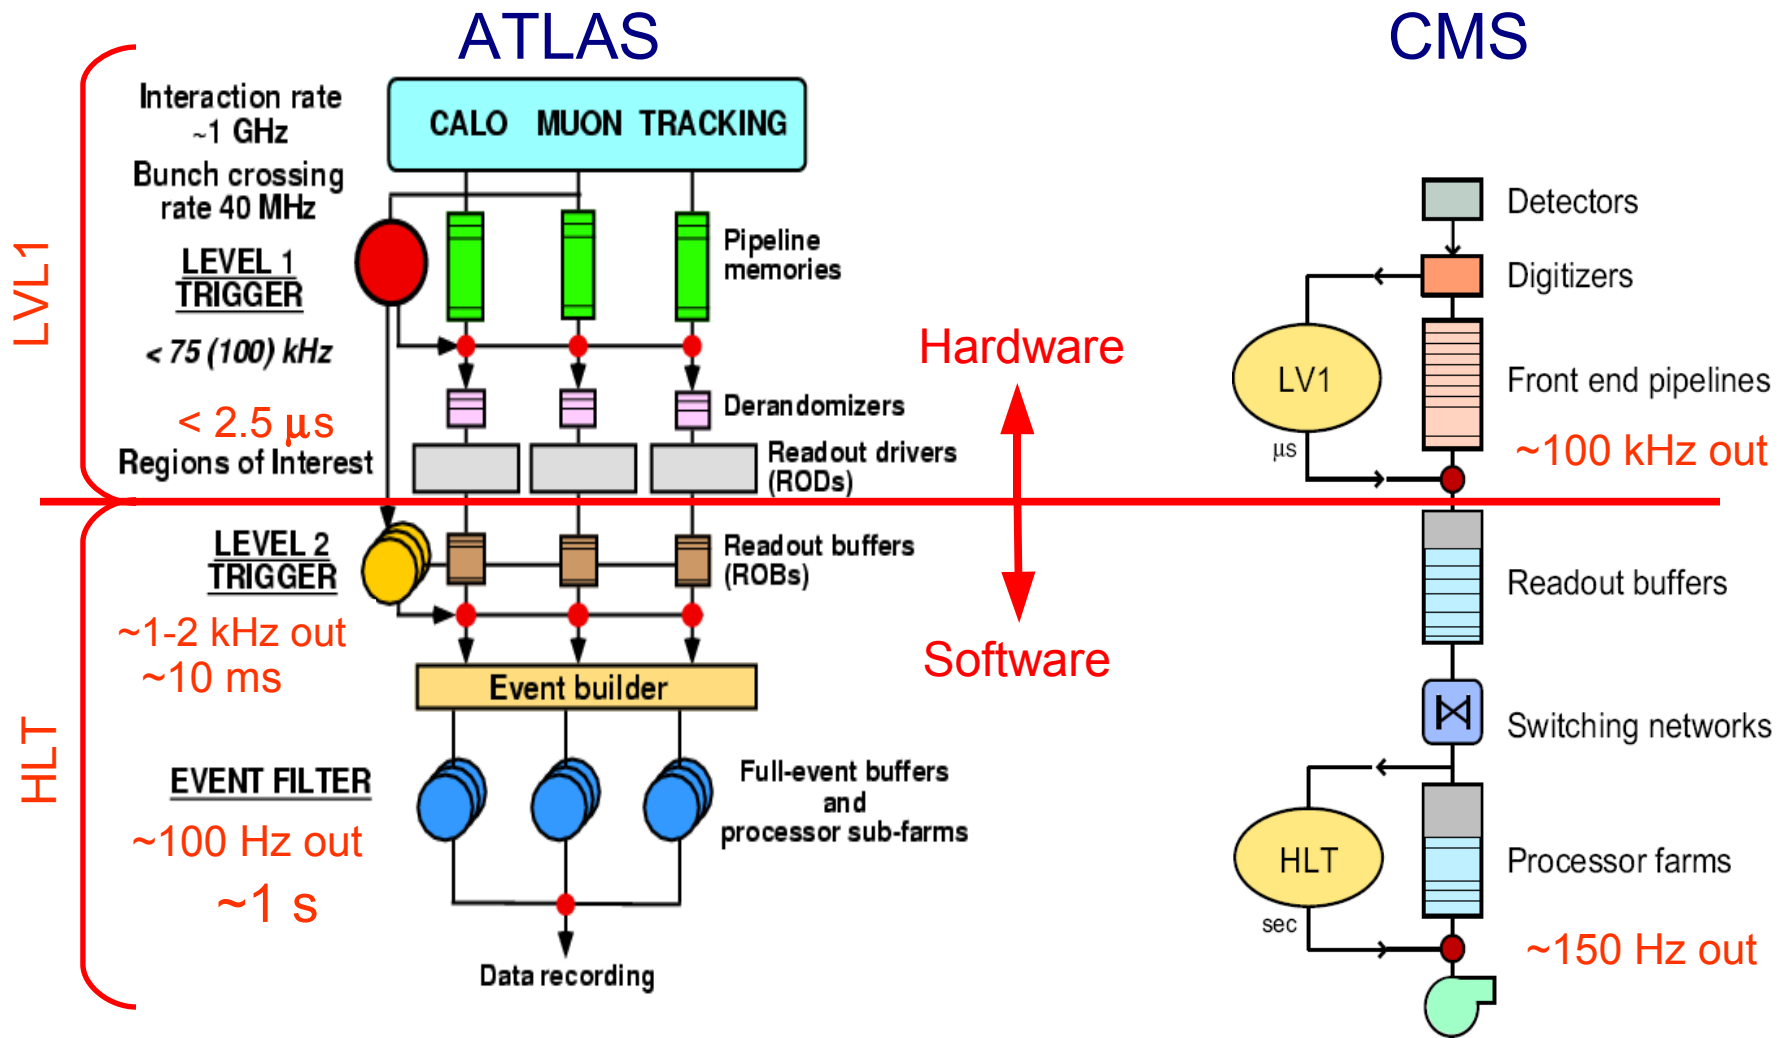 ATLAS
CMS
Interaction rate
~1 GHz
CALO MUON TRACKING
Bunch crossing
rate 40 MHz
LVL1
LEVEL 1
TRIGGER
Pipeline
memories
< 75 (100) kHz
< 2.5 μs
Derandomizers
Regions of Interest
Readout drivers
(RODs)
Hardware
Software
Detectors
Digitizers
LV1
μs
Front end pipelines
~100 kHz out
HLT
LEVEL 2
TRIGGER
Readout buffers
(ROBs)
~1-2 kHz out
~10 ms
Event builder
EVENT FILTER
Full-event buffers
and
processor sub-farms
~100 Hz out
~1 s
Data recording
Readout buffers
Switching networks
HLT
sec
Processor farms
~150 Hz out